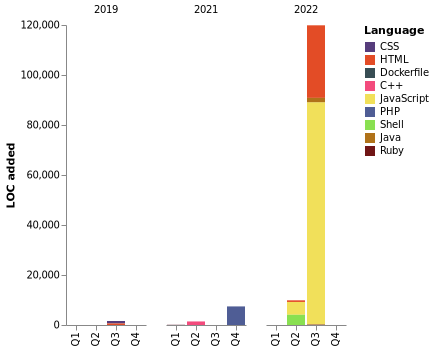 2019
2021
2022
120,000
100,000
80,000
60,000
40,000
20,000
0
LOC added
Q1
Q2
Q3
Q4
Q1
Q2
Q3
Q4
Q1
Q2
Q3
Q4
Language
CSS
HTML
Dockerfile
C++
JavaScript
PHP
Shell
Java
Ruby